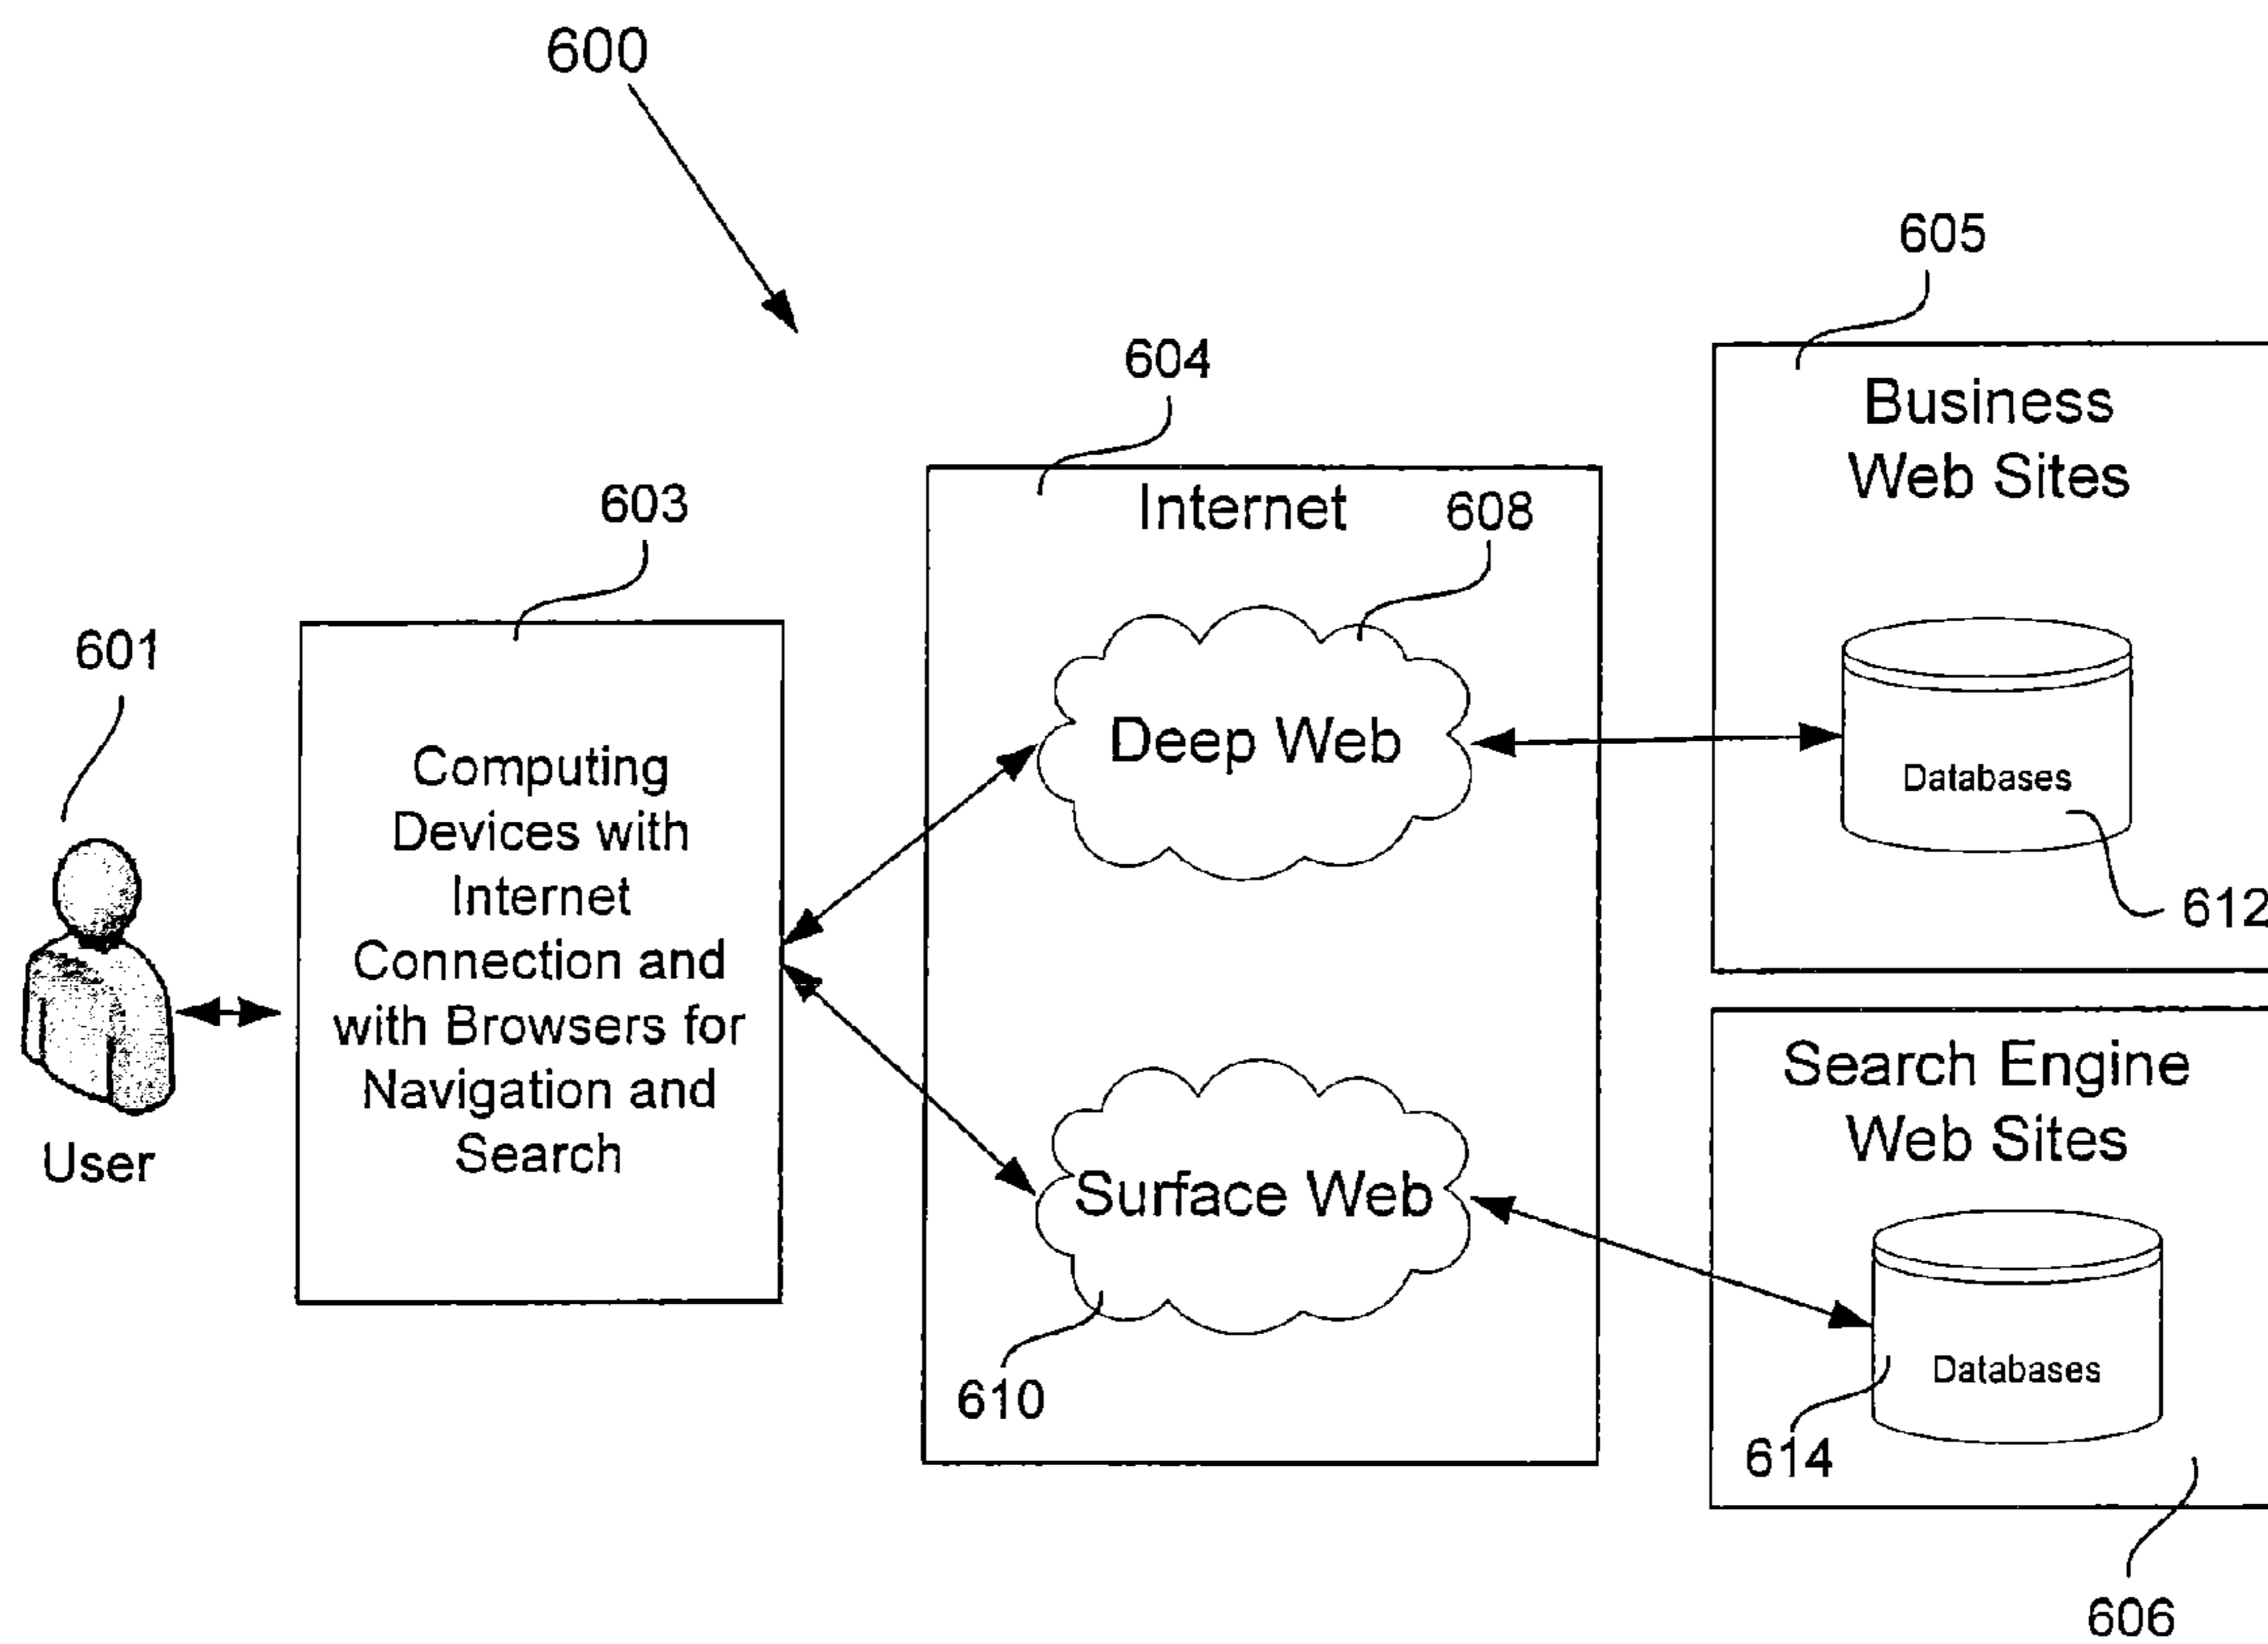 600
605
Business
Web Sites
Databases
612
604
Internet
608
Deep Web
Surface Web
610
603
Computing
Devices with
Internet
Connection and
with Browsers for
Navigation and
Search
601
User
Search Engine
Web Sites
Databases
614
606